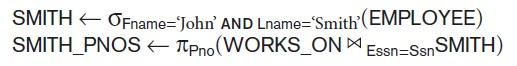 SMITH ← σFname=‘John’ AND Lname=‘Smith’(EMPLOYEE)
SMITH_PNOS ← πPno(WORKS_ON ⋈ Essn=SsnSMITH)